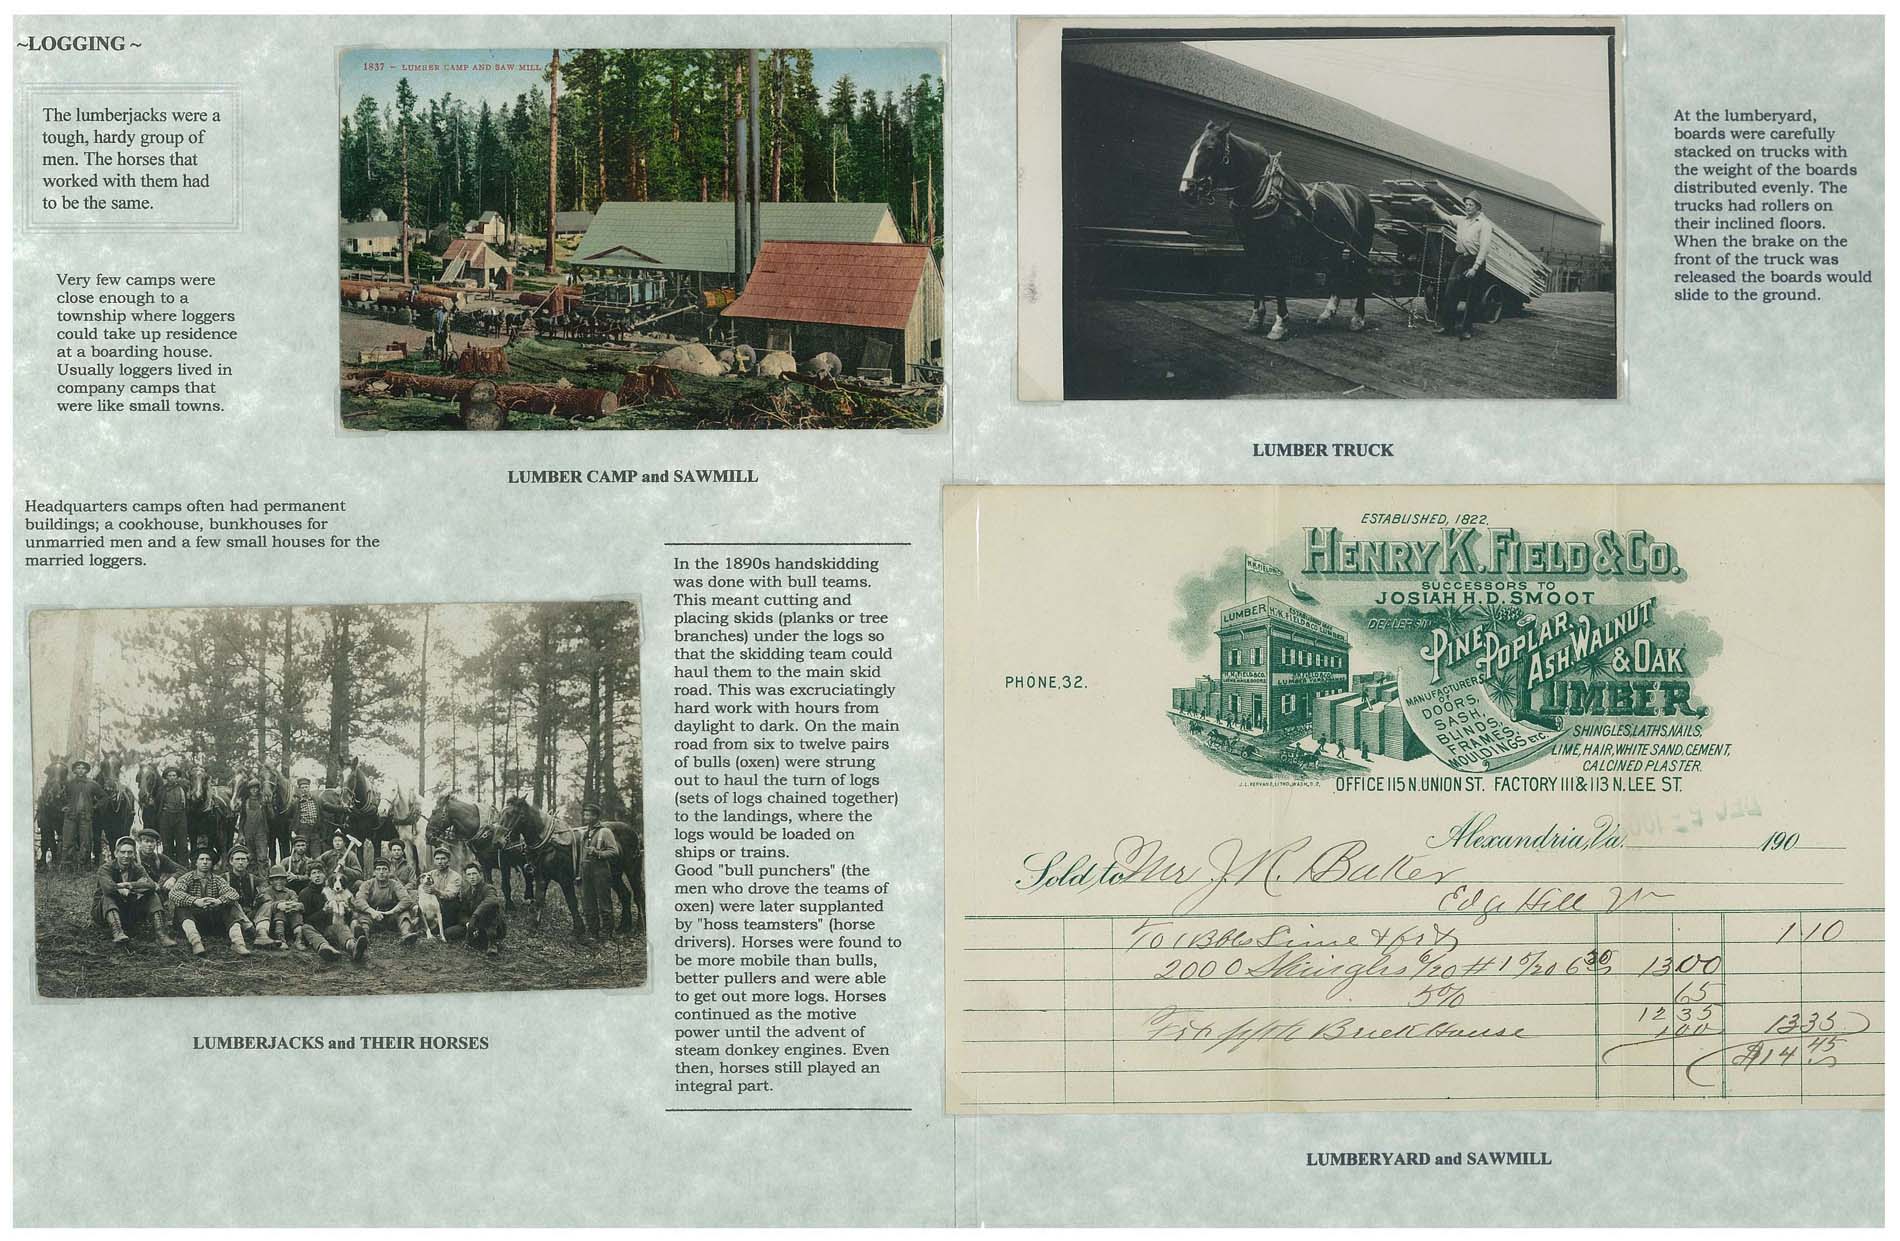 ~LOGGING ~
The lumberjacks were a
tough, hardy group of
men. The horses that
worked with them had
to be the same.
Very few camps were
close enough to a
township where loggers
could take up residence
at a boarding house.
Usually loggers lived in
company camps that
were like small towns.
1837 – LUMBER CAMP AND SAW MILL
LUMBER CAMP and SAWMILL
Headquarters camps often had permanent
buildings; a cookhouse, bunkhouses for
unmarried men and a few small houses for the
married loggers.
LUMBERJACKS and THEIR HORSES
In the 1890s handskidding
was done with bull teams.
This meant cutting and
placing skids (planks or tree
branches) under the logs so
that the skidding team could
haul them to the main skid
road. This was excruciatingly
hard work with hours from
daylight to dark. On the main
road from six to twelve pairs
of bulls (oxen) were strung
out to haul the turn of logs
(sets of logs chained together)
to the landings, where the
logs would be loaded on
ships or trains.
Good "bull punchers" (the
men who drove the teams of
oxen) were later supplanted
by "hoss teamsters" (horse
drivers). Horses were found to
be more mobile than bulls,
better pullers and were able
to get out more logs. Horses
continued as the motive
power until the advent of
steam donkey engines. Even
then, horses still played an
integral part.
At the lumberyard,
boards were carefully
stacked on trucks with
the weight of the boards
distributed evenly. The
trucks had rollers on
their inclined floors.
When the brake on the
front of the truck was
released the boards would
slide to the ground.
LUMBER TRUCK
ESTABLISHED, 1822.
HENRY K. FIELD & CO.
SUCCESSORS TO
JOSIAH H. D. SMOOT
DEALERS IN
PINE, POPLAR,
ASH, WALNUT
& OAK
LUMBER,
LUMBER
PHONE, 32.
MANUFACTURERS
OF
DOORS,
SASH,
BLINDS,
FRAMES,
MOULDINGS ETC.
SHINGLES, LATHS, NAILS,
LIME, HAIR, WHITE SAND, CEMENT,
CALCINED PLASTER.
OFFICE 115 N. UNION ST. FACTORY 111 & 113 N. LEE ST.
Alexandria, Va. 190
Sold to Mr J. R. Baker
Edge Hill Va
To 1 Bbls Lime & 1.10
2000 Shingles 13.00
5% 65
12 35
Brick House 1 00 13 35
$14 45
LUMBERYARD and SAWMILL